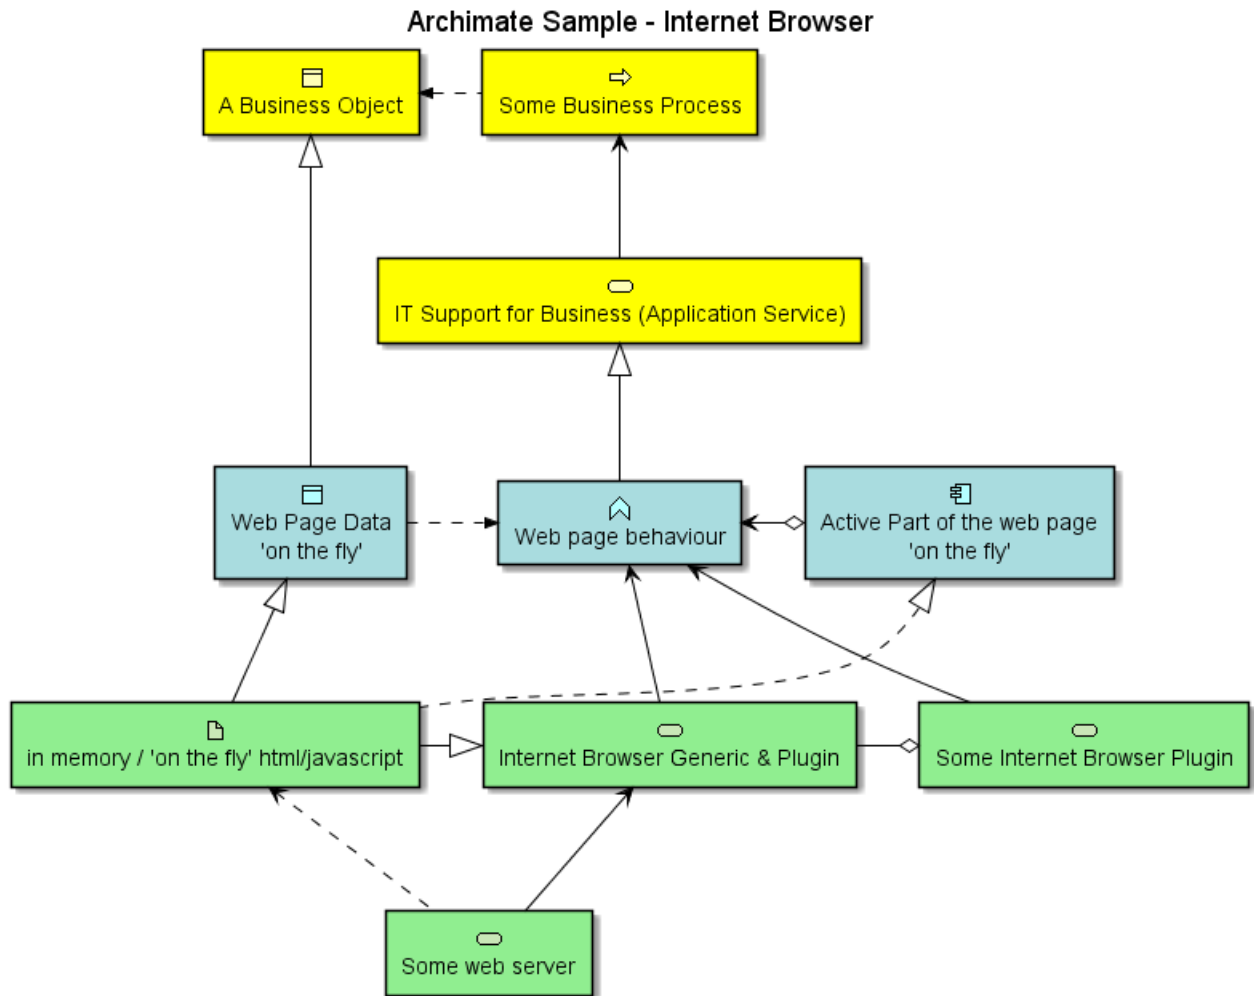 Archimate Sample - Internet Browser
A Business Object
Some Business Process
IT Support for Business (Application Service)
Web Page Data
'on the fly'
Web page behaviour
Active Part of the web page
'on the fly'
in memory / 'on the fly' html/javascript
Internet Browser Generic & Plugin
Some Internet Browser Plugin
Some web server